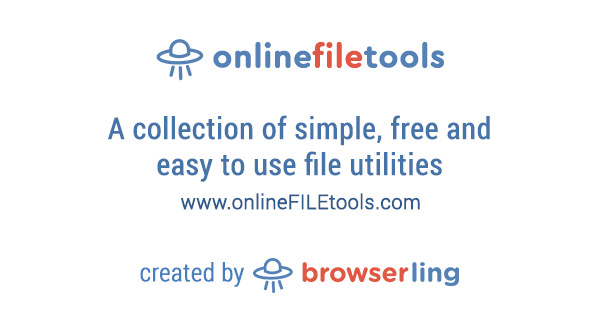 onlinefiletools
A collection of simple, free and
easy to use file utilities
www.onlineFILEtools.com
created by browserling